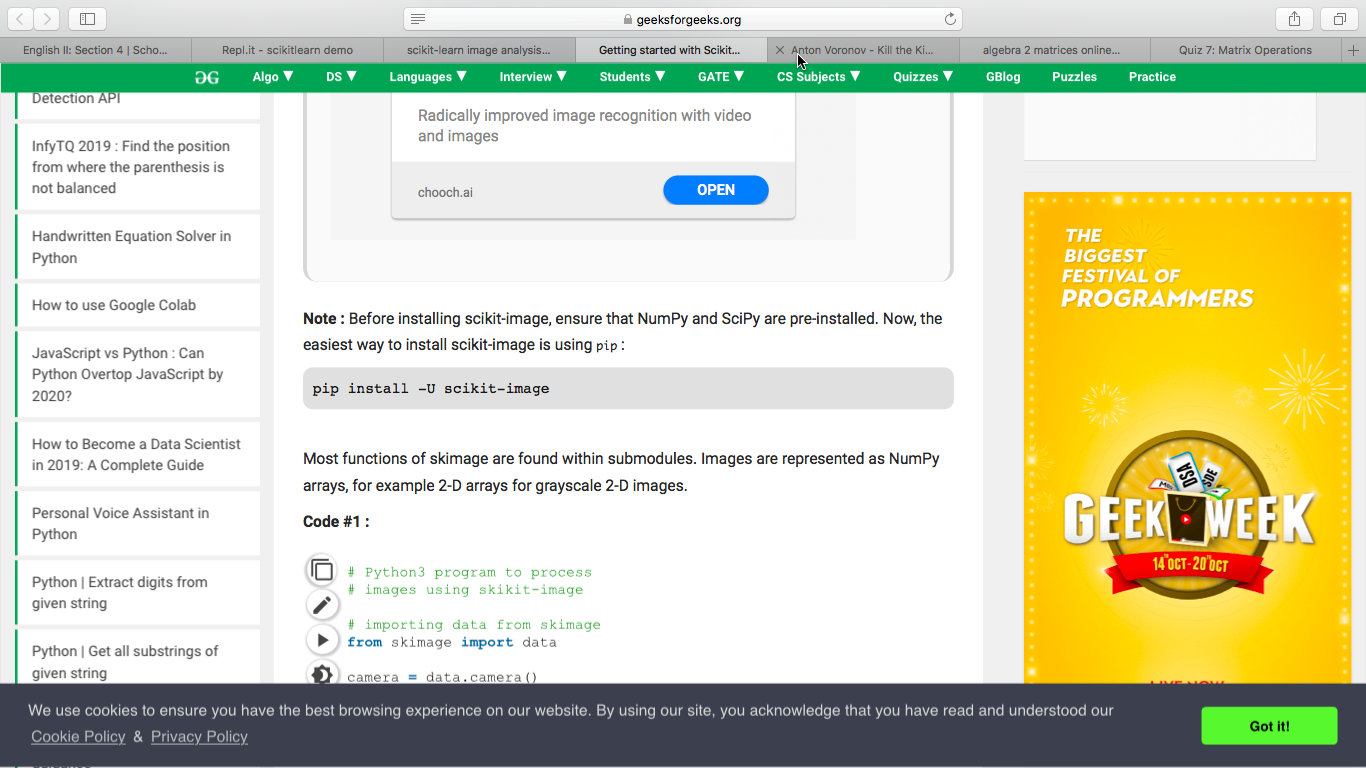 geeksforgeeks.org
English II: Section 4 | Scho...
Repl.it - scikitlearn demo
scikit-learn image analysis...
Getting started with Scikit...
Anton Voronov - Kill the Ki...
algebra 2 matrices online...
Quiz 7: Matrix Operations
Algo ▼ DS ▼ Languages ▼ Interview ▼ Students ▼ GATE ▼ CS Subjects ▼ Quizzes ▼ GBlog Puzzles Practice
Detection API
InfyTQ 2019 : Find the position
from where the parenthesis is
not balanced
Handwritten Equation Solver in
Python
How to use Google Colab
JavaScript vs Python : Can
Python Overtop JavaScript by
2020?
How to Become a Data Scientist
in 2019: A Complete Guide
Personal Voice Assistant in
Python
Python | Extract digits from
given string
Python | Get all substrings of
given string
Radically improved image recognition with video
and images
chooch.ai
OPEN
Note : Before installing scikit-image, ensure that NumPy and SciPy are pre-installed. Now, the
easiest way to install scikit-image is using pip :
pip install -U scikit-image
Most functions of skimage are found within submodules. Images are represented as NumPy
arrays, for example 2-D arrays for grayscale 2-D images.
Code #1 :
# Python3 program to process
# images using skikit-image
# importing data from skimage
from skimage import data
camera = data.camera()
THE
BIGGEST
FESTIVAL OF
PROGRAMMERS
DSA
GEEK WEEK
14 OCT - 20 OCT
LIVE NOW
We use cookies to ensure you have the best browsing experience on our website. By using our site, you acknowledge that you have read and understood our
Cookie Policy & Privacy Policy
Got it!